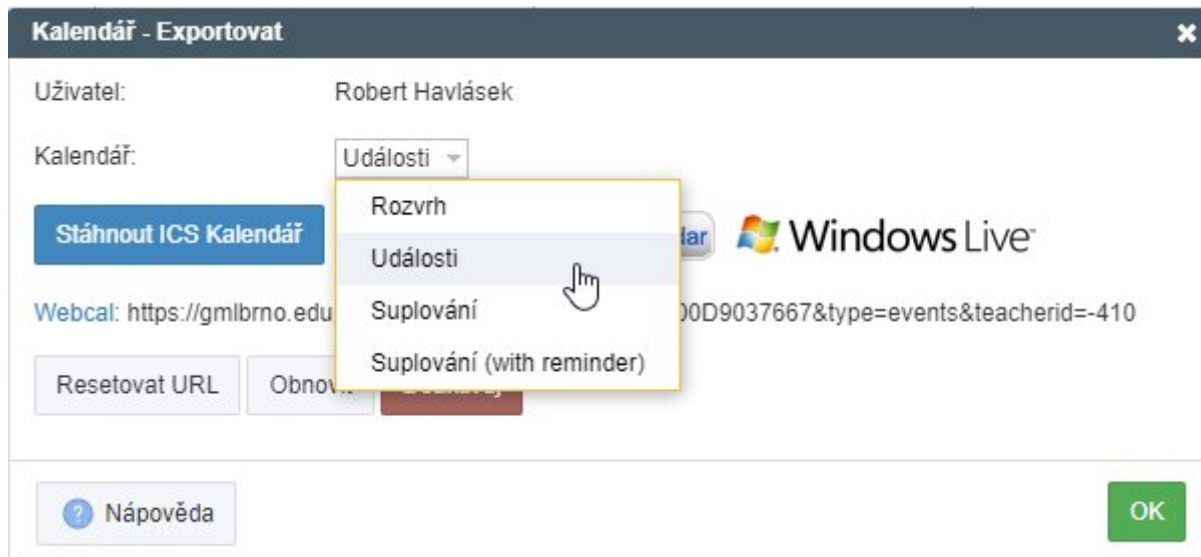 Kalendář - Exportovat
Uživatel: Robert Havlásek
Kalendář: Události
Rozvrh
Stáhnout ICS Kalendář
Windows Live
Události
Suplování
Webcal: https://gmlbrno.edu 00D9037667&type=events&teacherid=-410
Suplování (with reminder)
Resetovat URL
Nápověda
OK